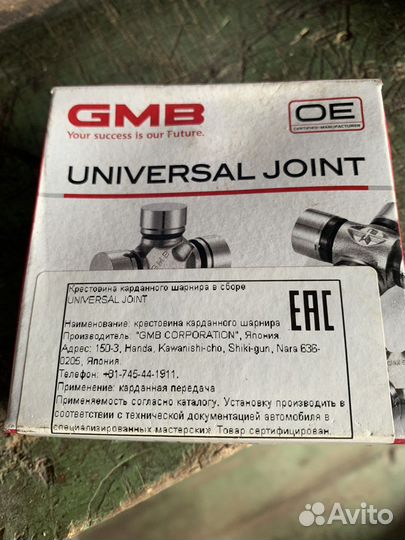 GMB
Your success is our Future.
OE
CERTIFIED MANUFACTURER
UNIVERSAL JOINT
GMB
Крестовина карданного шарнира в сборе
UNIVERSAL JOINT
EAC
Наименование: крестовина карданного шарнира
Производитель: "GMB CORPORATION", Япония
Адрес: 150-3, Handa, Kawanishi-cho, Shiki-gun, Nara 636-
0205, Япония.
Телефон: +81-745-44-1911.
Применение: карданная передача
Применяемость согласно каталогу. Установку производить в
соответствии с технической документацией автомобиля в
специализированных мастерских. Товар сертифицирован.
Avito